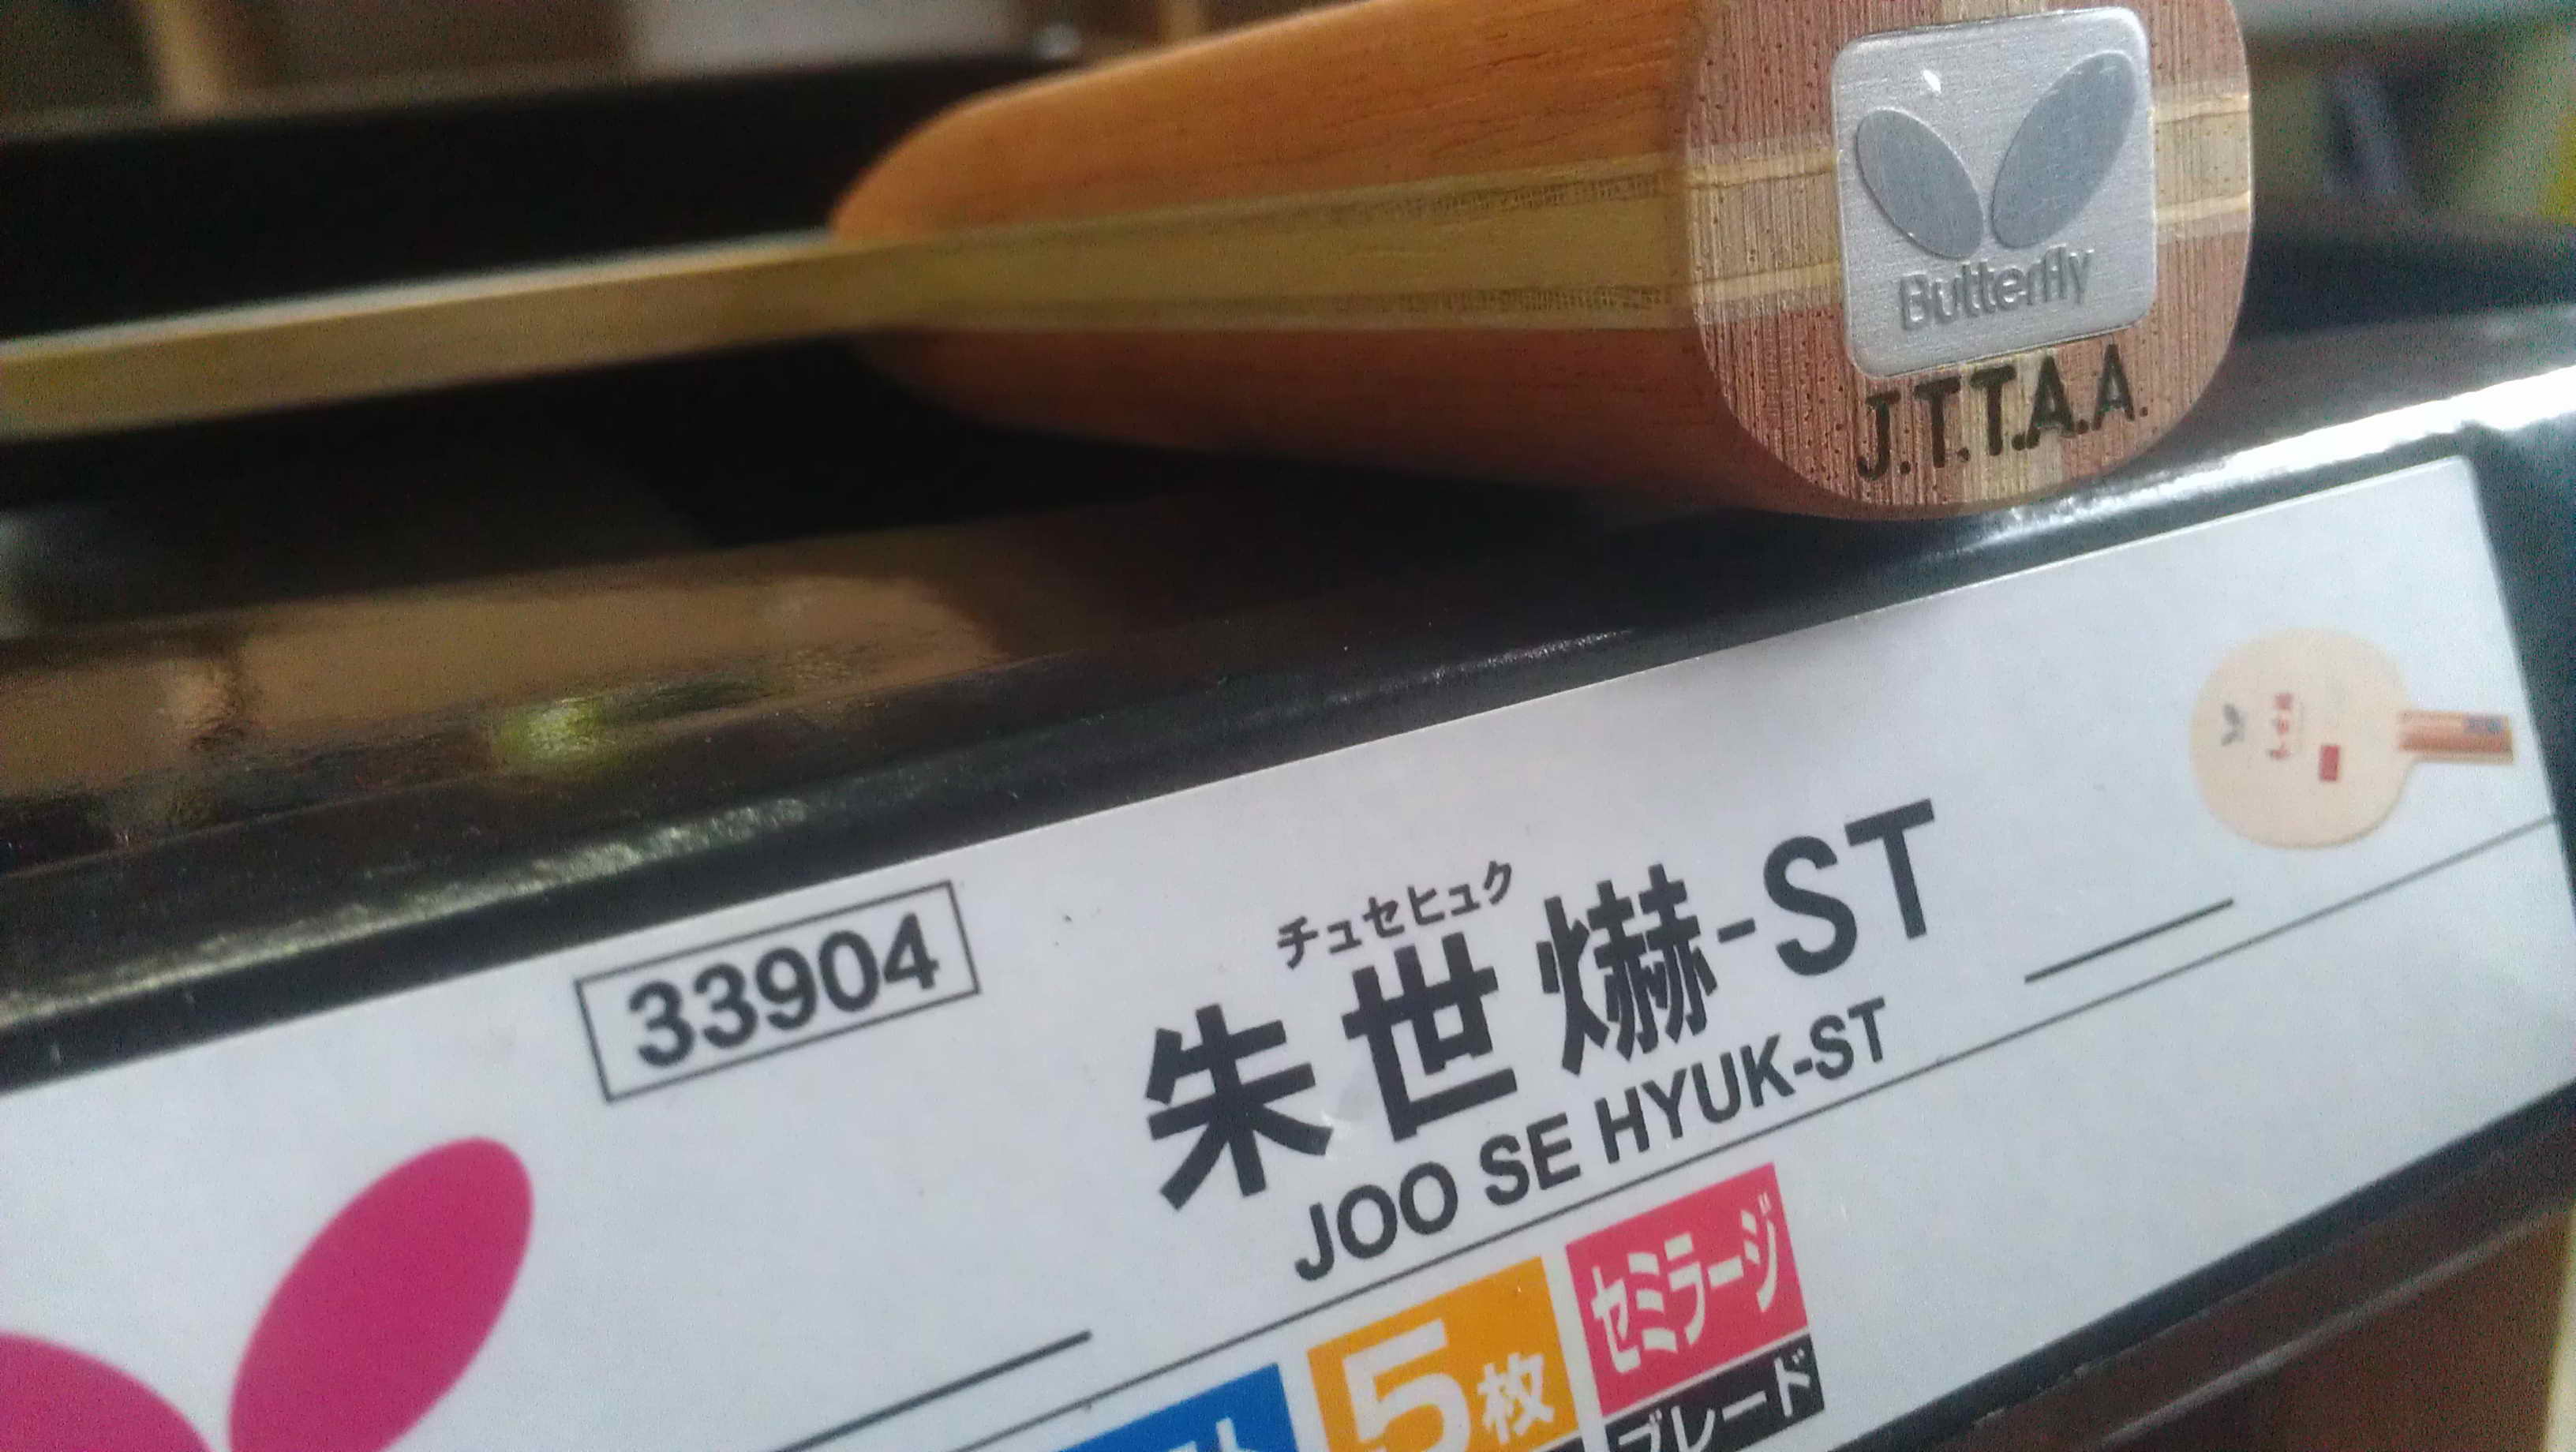 Butterfly
J.T.T.A.A.
33904
チュセヒュク
朱世爀-ST
JOO SE HYUK-ST
5枚
セミラージ
ブレード